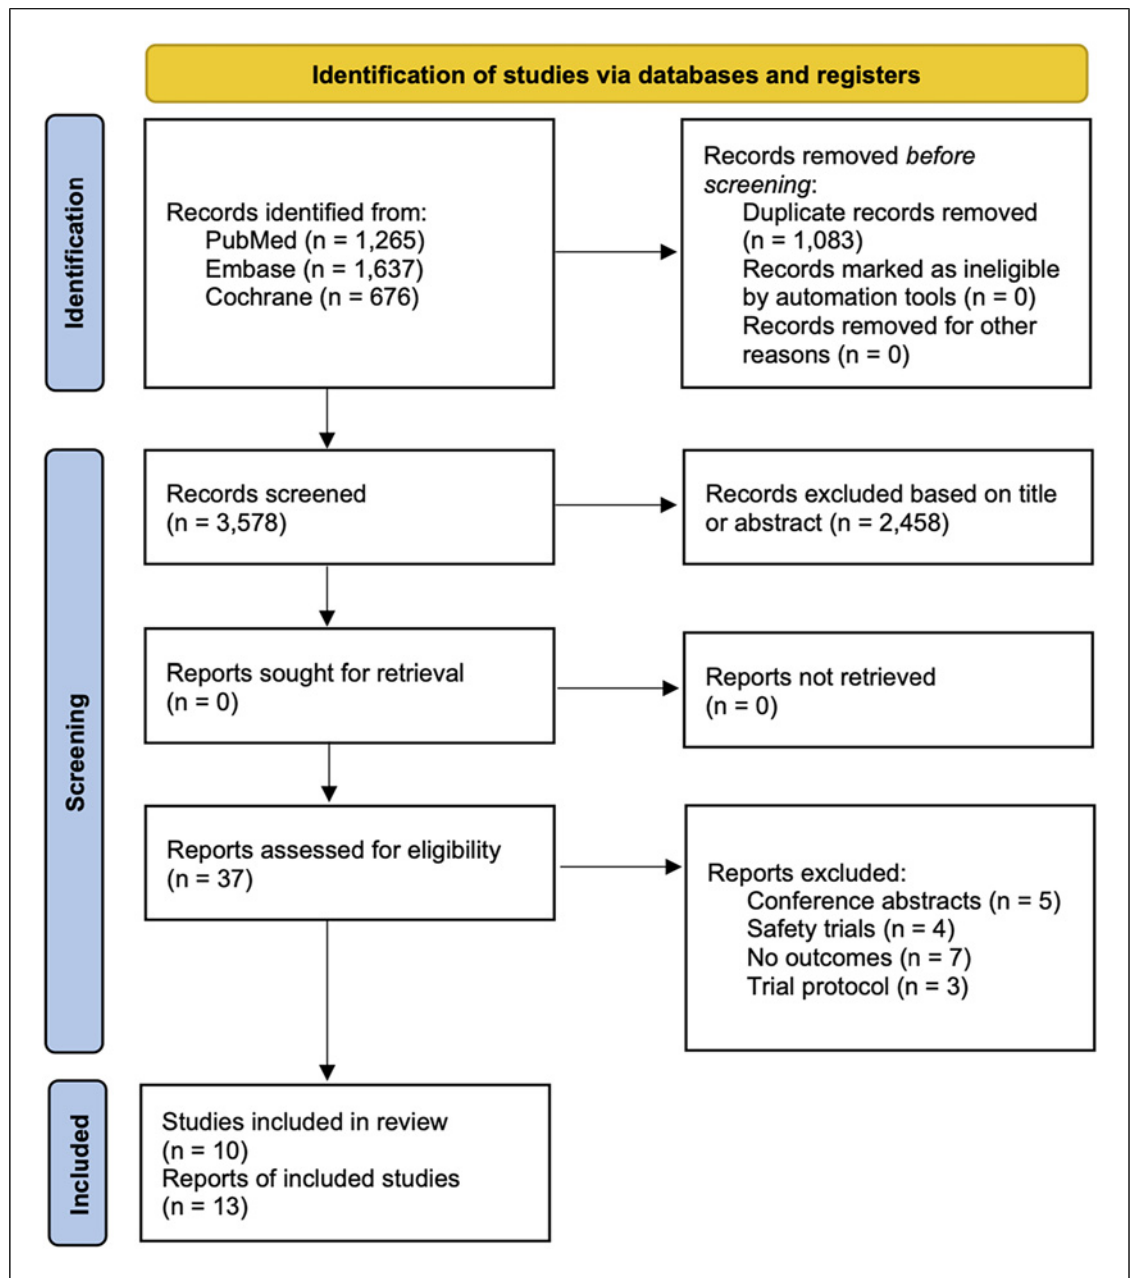 Identification of studies via databases and registers
Identification
Records identified from:
PubMed (n = 1,265)
Embase (n = 1,637)
Cochrane (n = 676)
Records removed before
screening:
Duplicate records removed
(n = 1,083)
Records marked as ineligible
by automation tools (n = 0)
Records removed for other
reasons (n = 0)
Screening
Records screened
(n = 3,578)
Records excluded based on title
or abstract (n = 2,458)
Reports sought for retrieval
(n = 0)
Reports not retrieved
(n = 0)
Reports assessed for eligibility
(n = 37)
Reports excluded:
Conference abstracts (n = 5)
Safety trials (n = 4)
No outcomes (n = 7)
Trial protocol (n = 3)
Included
Studies included in review
(n = 10)
Reports of included studies
(n = 13)